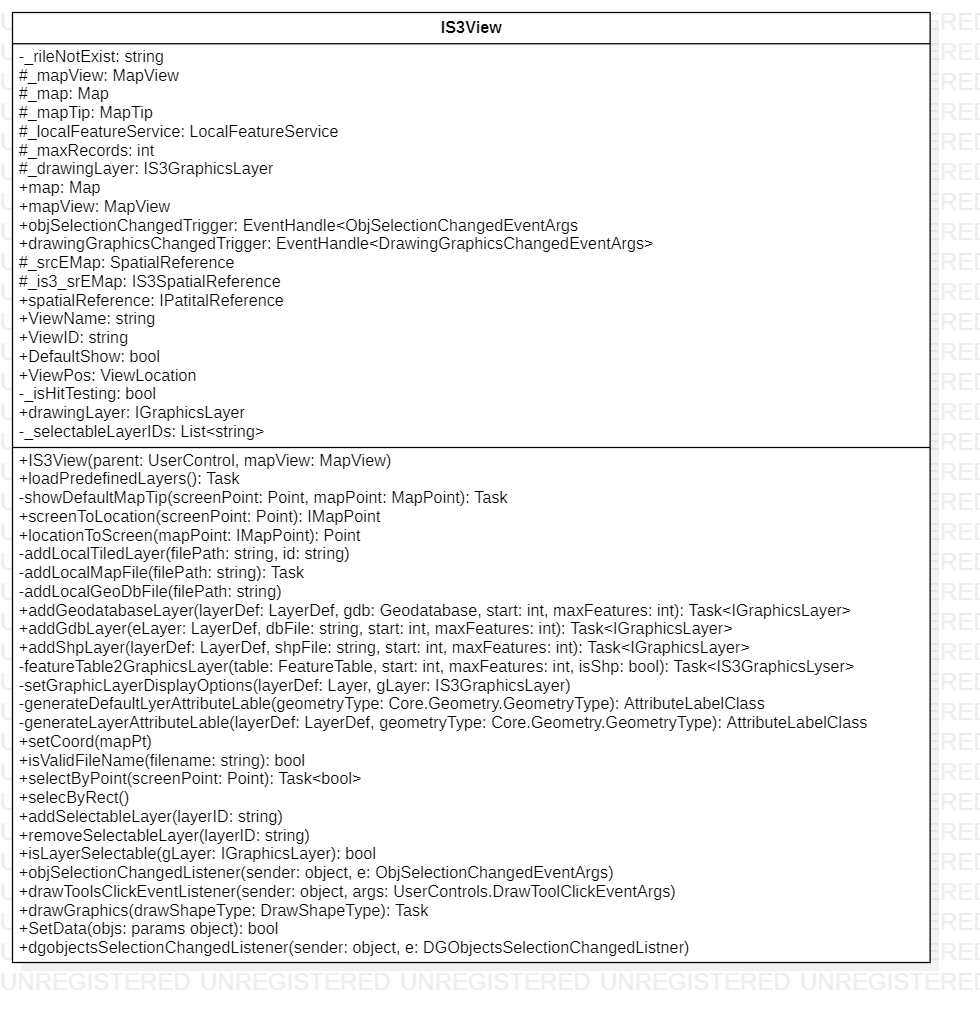 IS3View
-_rileNotExist: string
#_mapView: MapView
#_map: Map
#_mapTip: MapTip
#_localFeatureService: LocalFeatureService
#_maxRecords: int
#_drawingLayer: IS3GraphicsLayer
+map: Map
+mapView: MapView
+objSelectionChangedTrigger: EventHandle<ObjSelectionChangedEventArgs
+drawingGraphicsChangedTrigger: EventHandle<DrawingGraphicsChangedEventArgs>
#_srcEMap: SpatialReference
#_is3_srEMap: IS3SpatialReference
+spatialReference: IPatitalReference
+ViewName: string
+ViewID: string
+DefaultShow: bool
+ViewPos: ViewLocation
-_isHitTesting: bool
+drawingLayer: IGraphicsLayer
-_selectableLayerIDs: List<string>
+IS3View(parent: UserControl, mapView: MapView)
+loadPredefinedLayers(): Task
-showDefaultMapTip(screenPoint: Point, mapPoint: MapPoint): Task
+screenToLocation(screenPoint: Point): IMapPoint
+locationToScreen(mapPoint: IMapPoint): Point
-addLocalTiledLayer(filePath: string, id: string)
-addLocalMapFile(filePath: string): Task
-addLocalGeoDbFile(filePath: string)
+addGeodatabaseLayer(layerDef: LayerDef, gdb: Geodatabase, start: int, maxFeatures: int): Task<IGraphicsLayer>
+addGdbLayer(eLayer: LayerDef, dbFile: string, start: int, maxFeatures: int): Task<IGraphicsLayer>
+addShpLayer(layerDef: LayerDef, shpFile: string, start: int, maxFeatures: int): Task<IGraphicsLayer>
-featureTable2GraphicsLayer(table: FeatureTable, start: int, maxFeatures: int, isShp: bool): Task<IS3GraphicsLyser>
-setGraphicLayerDisplayOptions(layerDef: Layer, gLayer: IS3GraphicsLayer)
-generateDefaultLyerAttributeLable(geometryType: Core.Geometry.GeometryType): AttributeLabelClass
-generateLayerAttributeLable(layerDef: LayerDef, geometryType: Core.Geometry.GeometryType): AttributeLabelClass
+setCoord(mapPt)
+isValidFileName(filename: string): bool
+selectByPoint(screenPoint: Point): Task<bool>
+selecByRect()
+addSelectableLayer(layerID: string)
+removeSelectableLayer(layerID: string)
+isLayerSelectable(gLayer: IGraphicsLayer): bool
+objSelectionChangedListener(sender: object, e: ObjSelectionChangedEventArgs)
+drawToolsClickEventListener(sender: object, args: UserControls.DrawToolClickEventArgs)
+drawGraphics(drawShapeType: DrawShapeType): Task
+SetData(objs: params object): bool
+dgobjectsSelectionChangedListener(sender: object, e: DGObjectsSelectionChangedListner)
UNREGISTERED UNREGISTERED UNREGISTERED UNREGISTERED UNREGISTERED